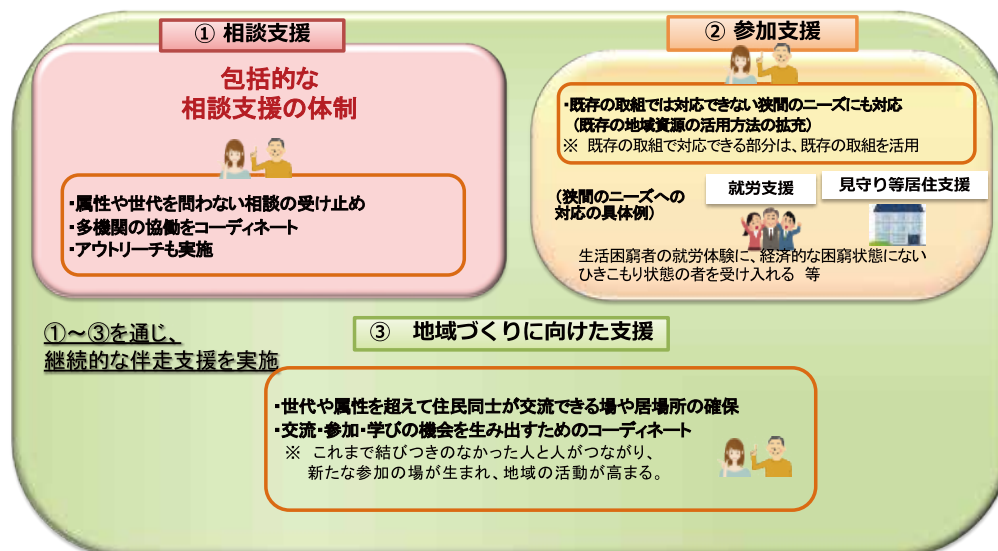 ① 相談支援
包括的な
相談支援の体制
・属性や世代を問わない相談の受け止め
・多機関の協働をコーディネート
・アウトリーチも実施
② 参加支援
・既存の取組では対応できない狭間のニーズにも対応
（既存の地域資源の活用方法の拡充）
※ 既存の取組で対応できる部分は、既存の取組を活用
（狭間のニーズへの
対応の具体例）
就労支援
見守り等居住支援
生活困窮者の就労体験に、経済的な困窮状態にない
ひきこもり状態の者を受け入れる 等
①～③を通じ、
継続的な伴走支援を実施
③ 地域づくりに向けた支援
・世代や属性を超えて住民同士が交流できる場や居場所の確保
・交流・参加・学びの機会を生み出すためのコーディネート
※ これまで結びつきのなかった人と人がつながり、
新たな参加の場が生まれ、地域の活動が高まる。